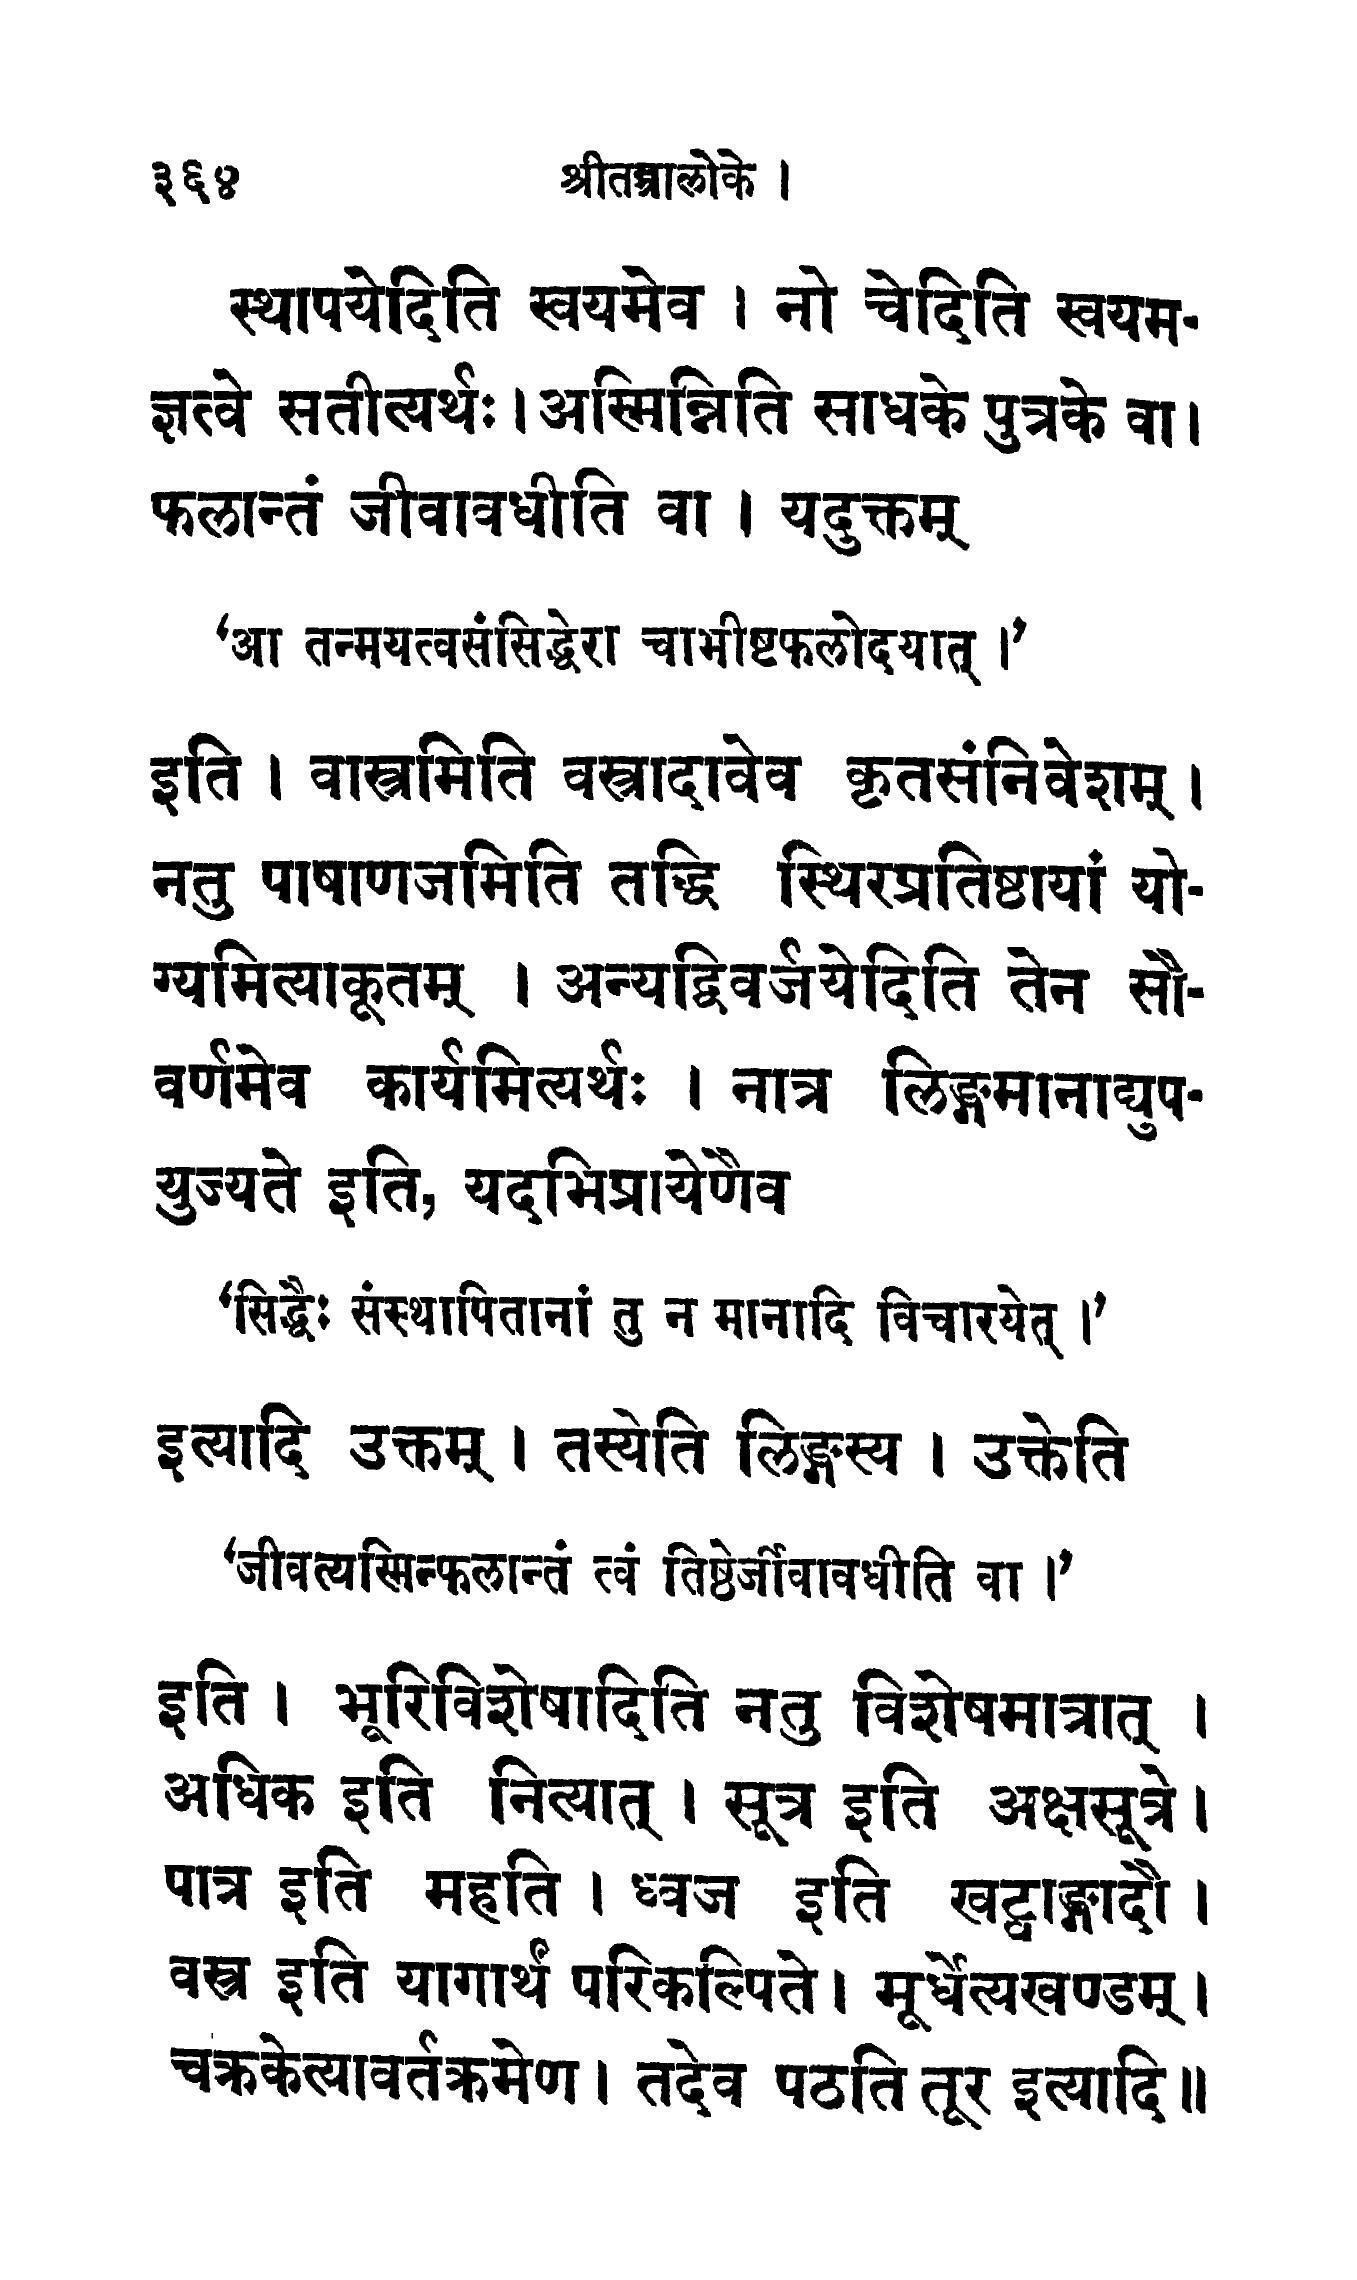 ३६४ श्रीतन्त्रालोके ।
स्थापयेदिति स्वयमेव । नो चेदिति स्वयम-
ज्ञत्वे सतीत्यर्थः। अस्मिन्निति साधके पुत्रके वा।
फलान्तं जीवावधीति वा । यदुक्तम्
‘आ तन्मयत्वसंसिद्धेरा चाभीष्टफलोदयात् ।’
इति । वास्त्रमिति वस्त्रादावेव कृतसंनिवेशम् ।
नतु पाषाणजमिति तद्धि स्थिरप्रतिष्ठायां यो-
ग्यमित्याकूतम् । अन्यद्विवर्जयेदिति तेन सौ-
वर्णमेव कार्यमित्यर्थः । नात्र लिङ्गमानाद्युप-
युज्यते इति, यदभिप्रायेणैव
‘सिद्धैः संस्थापितानां तु न मानादि विचारयेत् ।’
इत्यादि उक्तम् । तस्येति लिङ्गस्य । उक्तेति
‘जीवत्यस्मिन्फलान्तं त्वं तिष्ठेर्जीवावधीति वा ।’
इति । भूरिविशेषादिति नतु विशेषमात्रात् ।
अधिक इति नित्यात् । सूत्र इति अक्षसूत्रे।
पात्र इति महति । ध्वज इति खट्वाङ्गादौ ।
वस्त्र इति यागार्थं परिकल्पिते। मूर्धेत्यखण्डम्।
चक्रकेत्यावर्तक्रमेण। तदेव पठति तूर इत्यादि॥